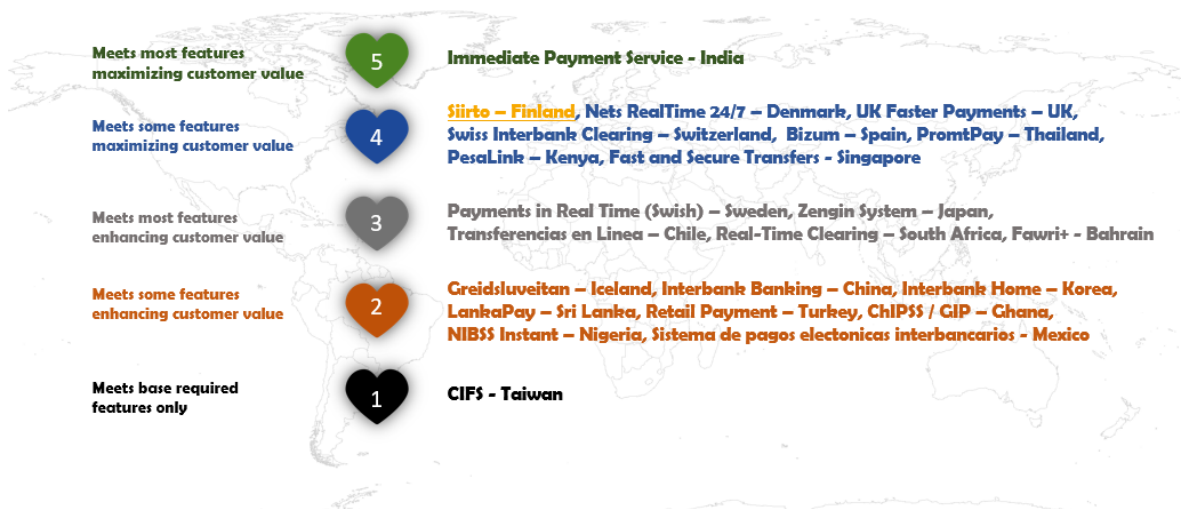 Meets most features
maximizing customer value
5
Immediate Payment Service - India
Meets some features
maximizing customer value
4
Siirto – Finland, Nets RealTime 24/7 – Denmark, UK Faster Payments – UK,
Swiss Interbank Clearing – Switzerland, Bizum – Spain, PromtPay – Thailand,
PesaLink – Kenya, Fast and Secure Transfers - Singapore
Meets most features
enhancing customer value
3
Payments in Real Time (Swish) – Sweden, Zengin System – Japan,
Transferencias en Linea – Chile, Real-Time Clearing – South Africa, Fawri+ - Bahrain
Meets some features
enhancing customer value
2
Greidsluveitan – Iceland, Interbank Banking – China, Interbank Home – Korea,
LankaPay – Sri Lanka, Retail Payment – Turkey, ChIPSS / GIP – Ghana,
NIBSS Instant – Nigeria, Sistema de pagos electonicas interbancarios - Mexico
Meets base required
features only
1
CIFS - Taiwan